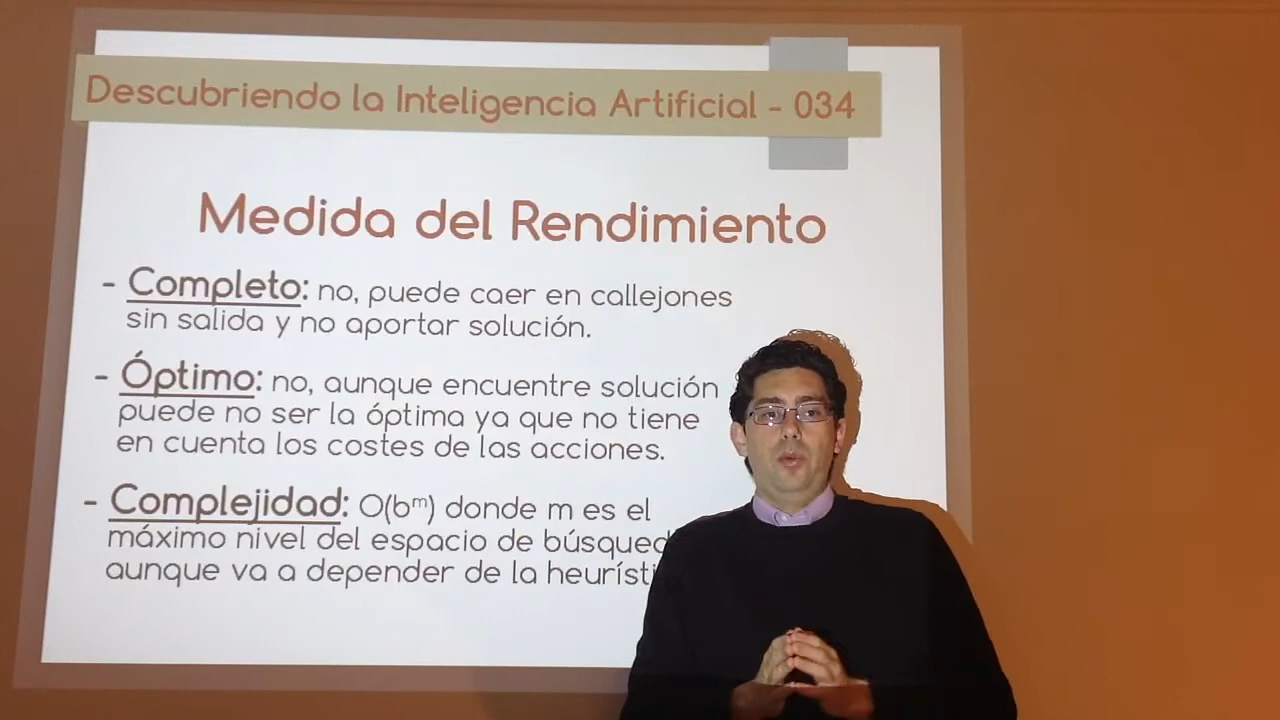 Descubriendo la Inteligencia Artificial - 034
Medida del Rendimiento
- Completo: no, puede caer en callejones
sin salida y no aportar solución.
- Óptimo: no, aunque encuentre solución
puede no ser la óptima ya que no tiene
en cuenta los costes de las acciones.
- Complejidad: O(bᵐ) donde m es el
máximo nivel del espacio de búsqued
aunque va a depender de la heurísti